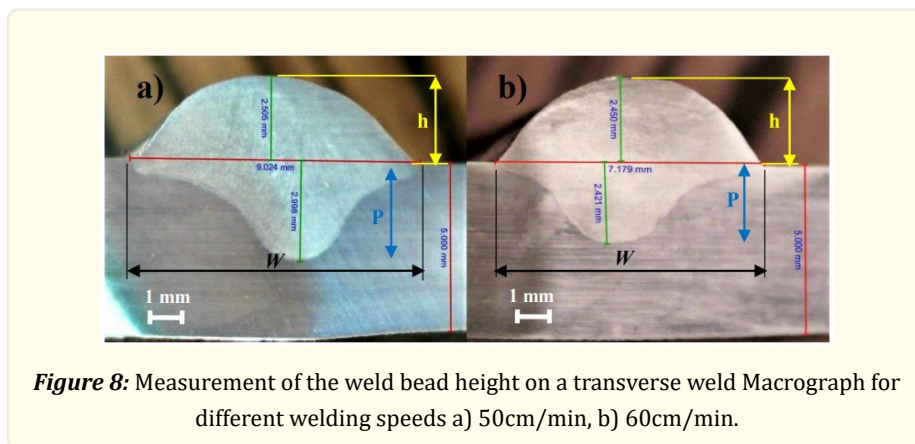 a)
2.505 mm
h
9.024 mm
2.998 mm
P
5.000 mm
W
1 mm
b)
2.450 mm
h
7.179 mm
2.421 mm
P
5.000 mm
W
1 mm
Figure 8: Measurement of the weld bead height on a transverse weld Macrograph for
different welding speeds a) 50cm/min, b) 60cm/min.